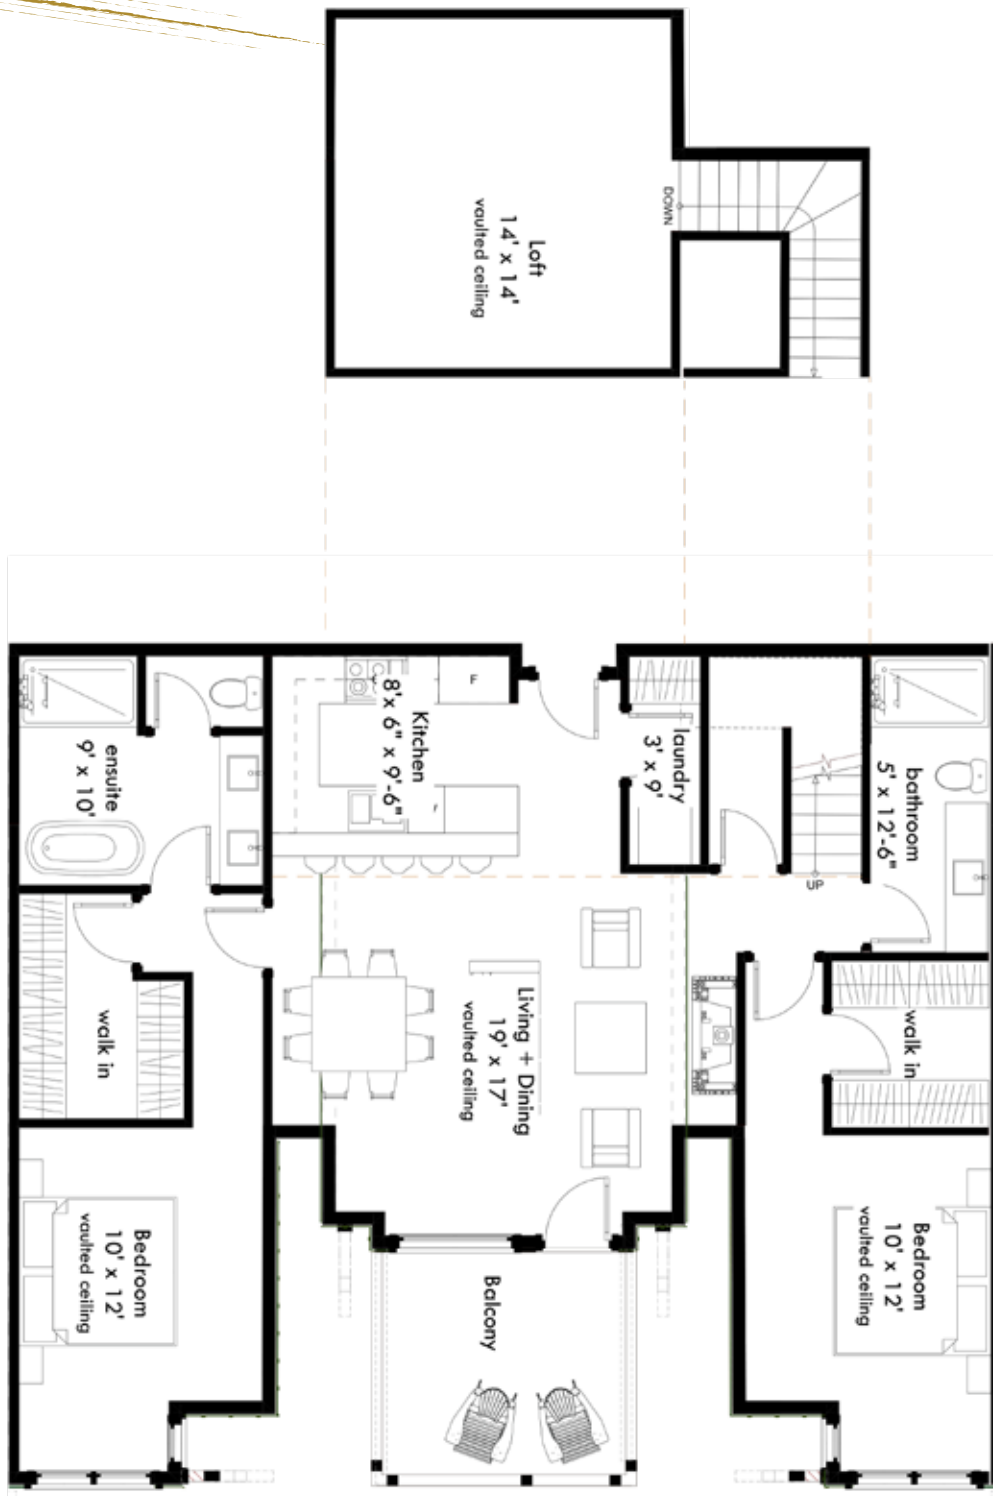 Loft
14' x 14'
vaulted ceiling
DOWN
Kitchen
8' x 6" x 9'-6"
F
laundry
3' x 9'
ensuite
9' x 10'
bathroom
5' x 12'-6"
UP
walk in
Living + Dining
19' x 17'
vaulted ceiling
walk in
Bedroom
10' x 12'
vaulted ceiling
Balcony
Bedroom
10' x 12'
vaulted ceiling